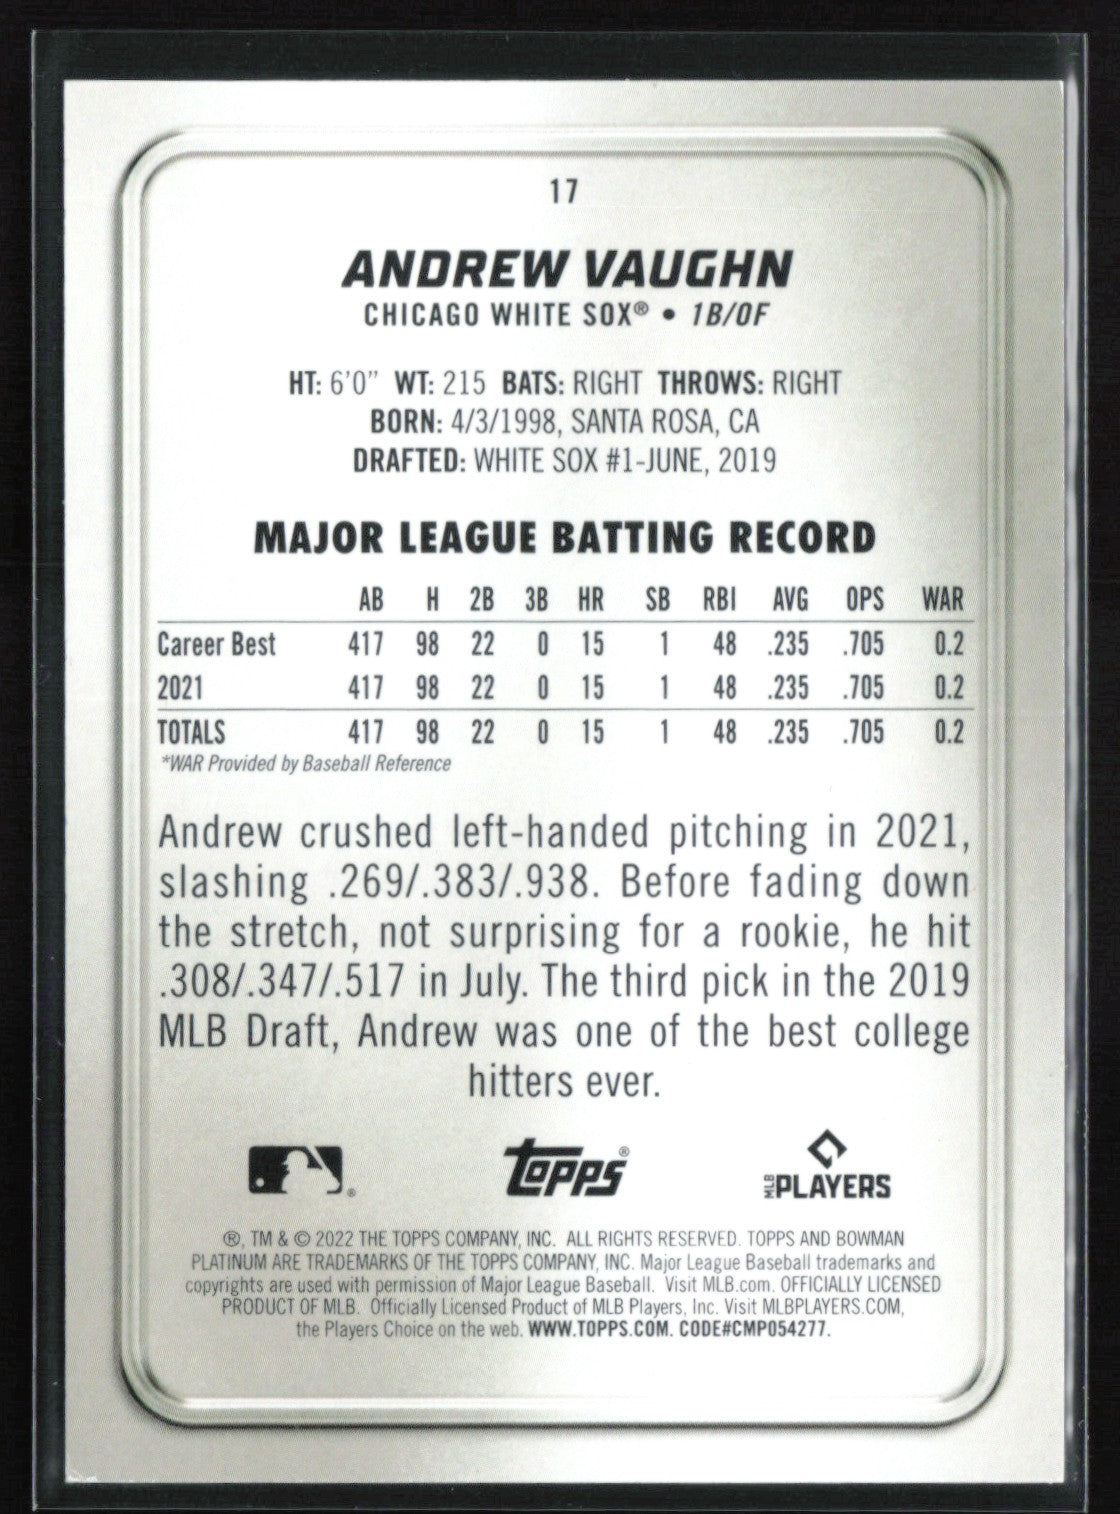 17
ANDREW VAUGHN
CHICAGO WHITE SOX® • 1B/OF
HT: 6'0" WT: 215 BATS: RIGHT THROWS: RIGHT
BORN: 4/3/1998, SANTA ROSA, CA
DRAFTED: WHITE SOX #1-JUNE, 2019
MAJOR LEAGUE BATTING RECORD
AB H 2B 3B HR SB RBI AVG OPS WAR
Career Best 417 98 22 0 15 1 48 .235 .705 0.2
2021 417 98 22 0 15 1 48 .235 .705 0.2
TOTALS 417 98 22 0 15 1 48 .235 .705 0.2
*WAR Provided by Baseball Reference
Andrew crushed left-handed pitching in 2021,
slashing .269/.383/.938. Before fading down
the stretch, not surprising for a rookie, he hit
.308/.347/.517 in July. The third pick in the 2019
MLB Draft, Andrew was one of the best college
hitters ever.
® TOPPS® MLB PLAYERS
®, TM & © 2022 THE TOPPS COMPANY, INC. ALL RIGHTS RESERVED. TOPPS AND BOWMAN
PLATINUM ARE TRADEMARKS OF THE TOPPS COMPANY, INC. Major League Baseball trademarks and
copyrights are used with permission of Major League Baseball. Visit MLB.com. OFFICIALLY LICENSED
PRODUCT OF MLB. Officially Licensed Product of MLB Players, Inc. Visit MLBPLAYERS.COM,
the Players Choice on the web. WWW.TOPPS.COM. CODE#CMP054277.